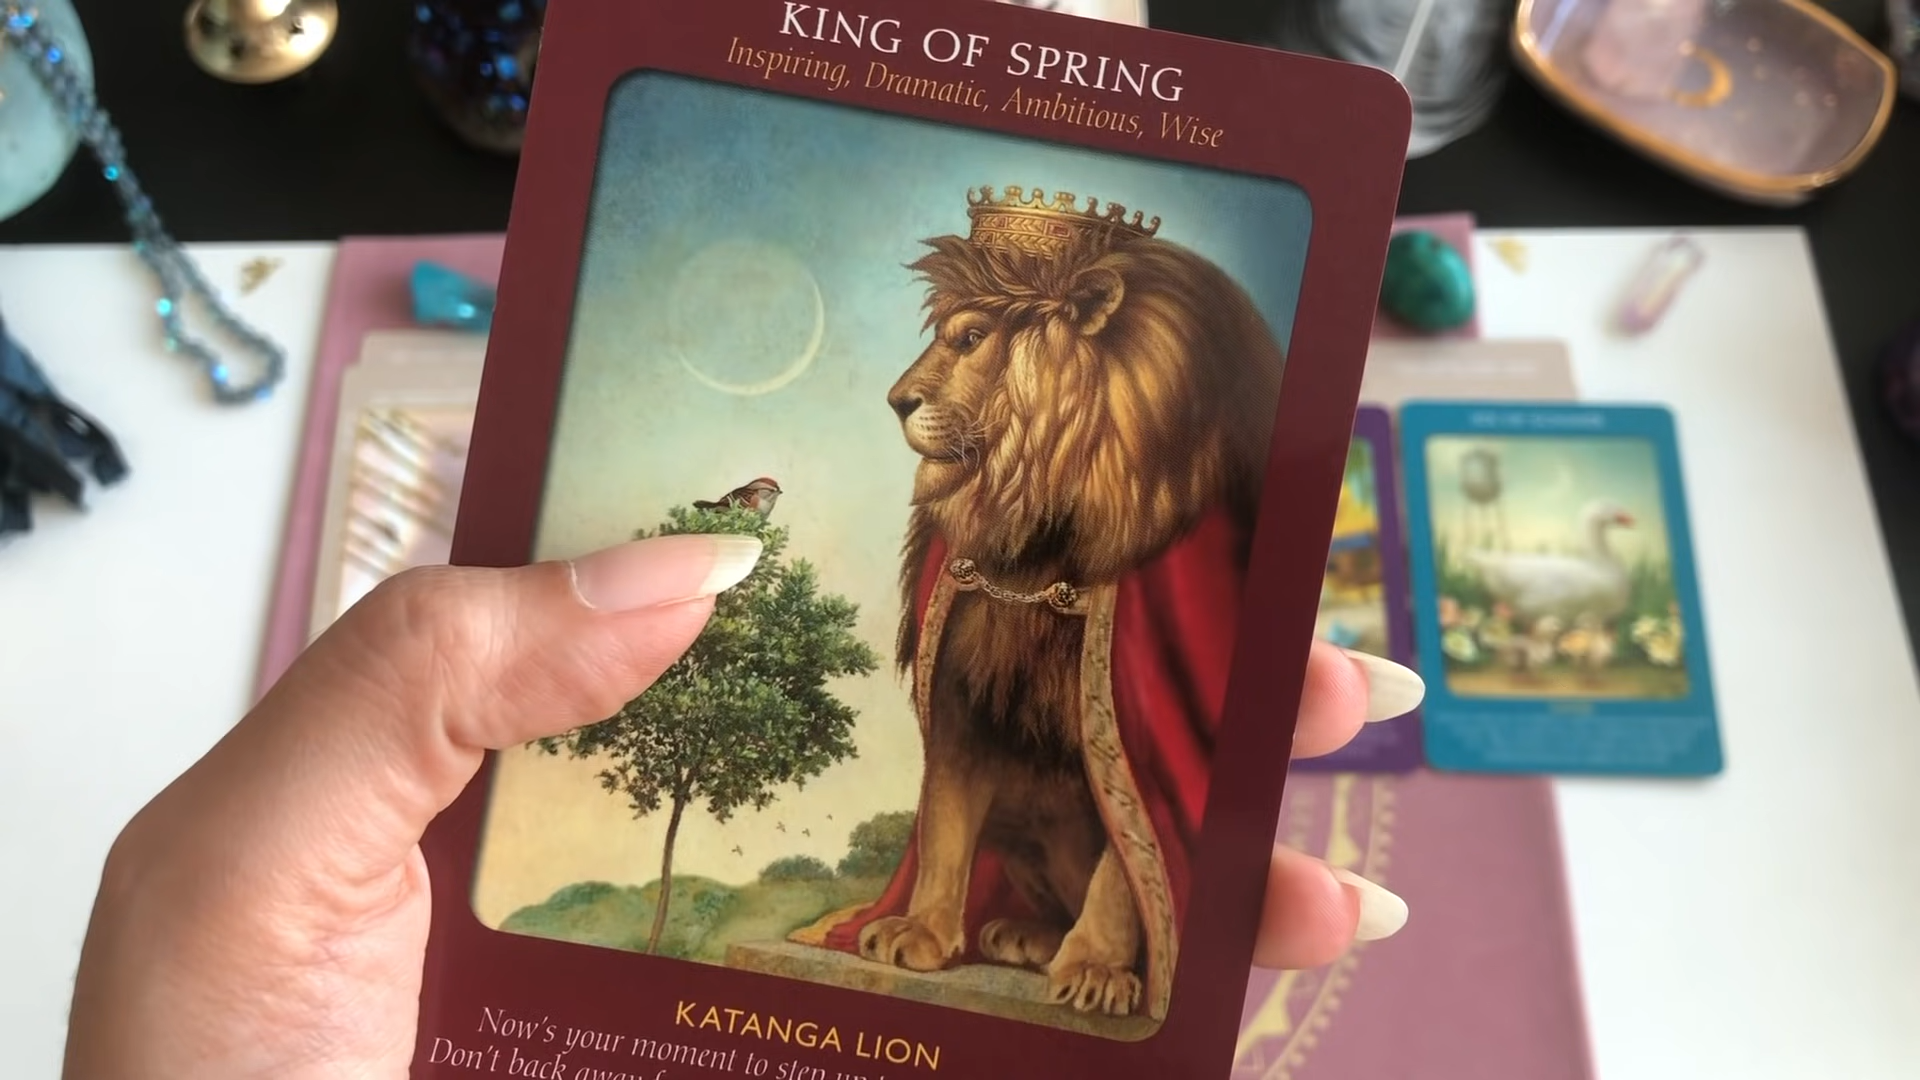 KING OF SPRING
Inspiring, Dramatic, Ambitious, Wise
KATANGA LION
Now's your moment to step up
Don't back away